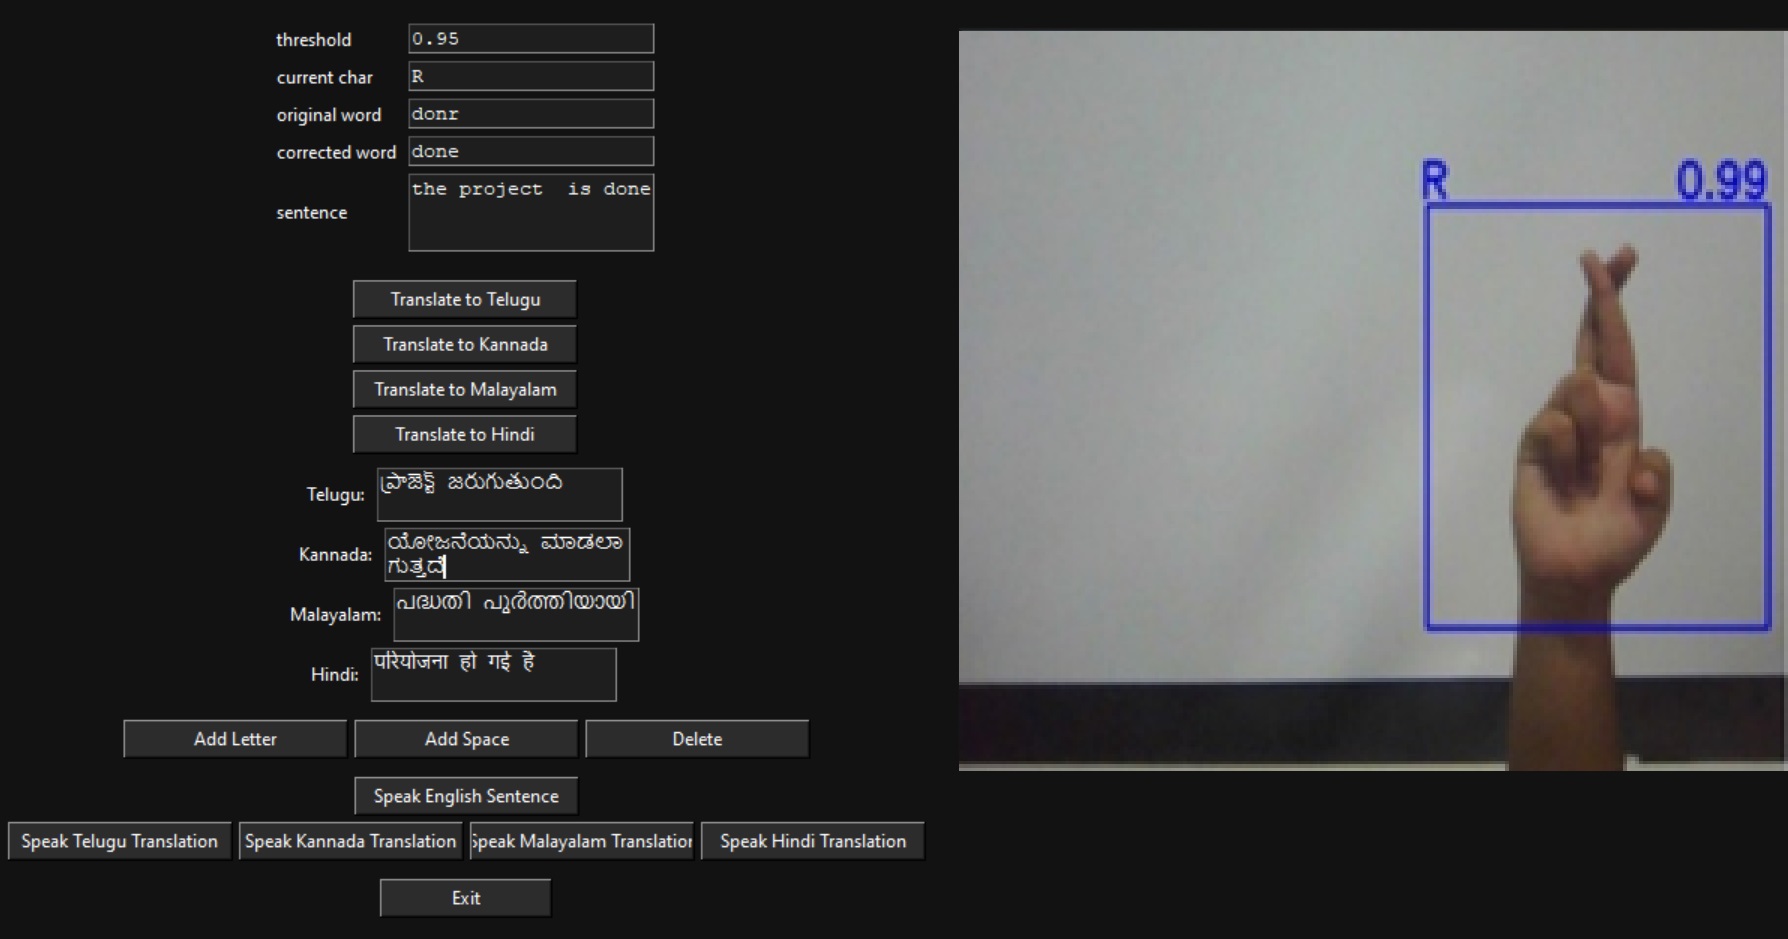 threshold 0.95
current char R
original word donr
corrected word done
the project  is done
sentence
Translate to Telugu
Translate to Kannada
Translate to Malayalam
Translate to Hindi
Telugu: ప్రాజెక్ట్ జరుగుతుంది
Kannada: ಯೋಜನೆಯನ್ನು ಮಾಡಲಾ
ಗುತ್ತದೆ
Malayalam: പദ്ധതി പൂർത്തിയായി
Hindi: परियोजना हो गई है
Add Letter Add Space Delete
Speak English Sentence
Speak Telugu Translation Speak Kannada Translation Speak Malayalam Translation Speak Hindi Translation
Exit
R 0.99